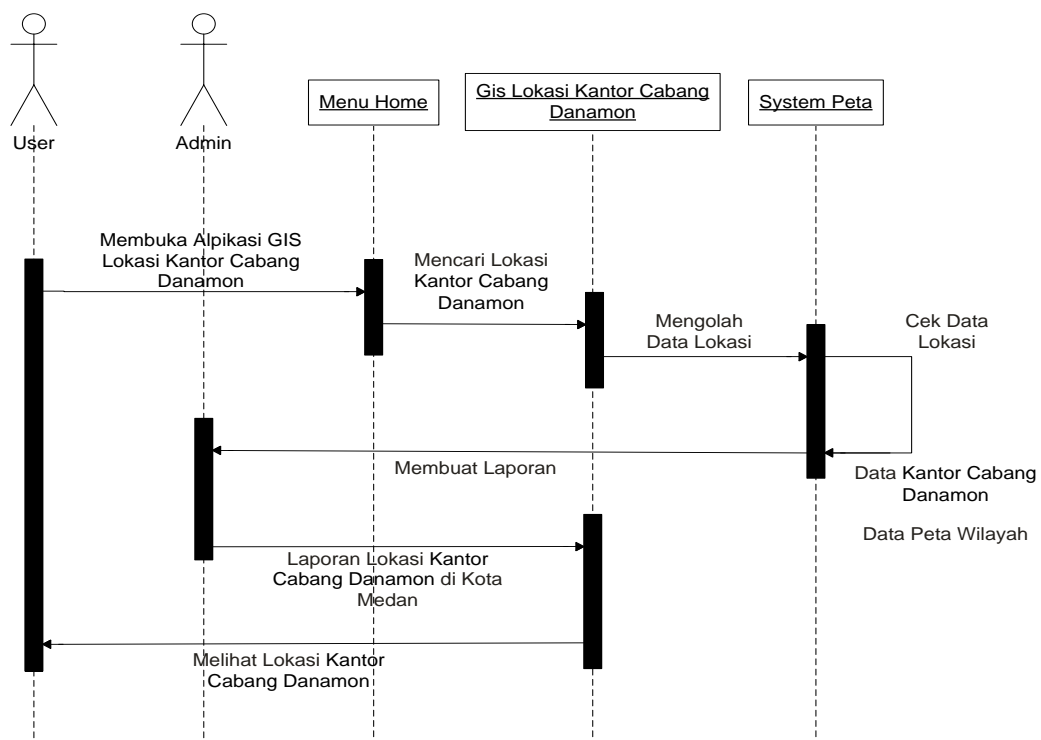 User
Admin
Menu Home
Gis Lokasi Kantor Cabang
Danamon
System Peta
Membuka Alpikasi GIS
Lokasi Kantor Cabang
Danamon
Mencari Lokasi
Kantor Cabang
Danamon
Mengolah
Data Lokasi
Cek Data
Lokasi
Membuat Laporan
Data Kantor Cabang
Danamon
Data Peta Wilayah
Laporan Lokasi Kantor
Cabang Danamon di Kota
Medan
Melihat Lokasi Kantor
Cabang Danamon